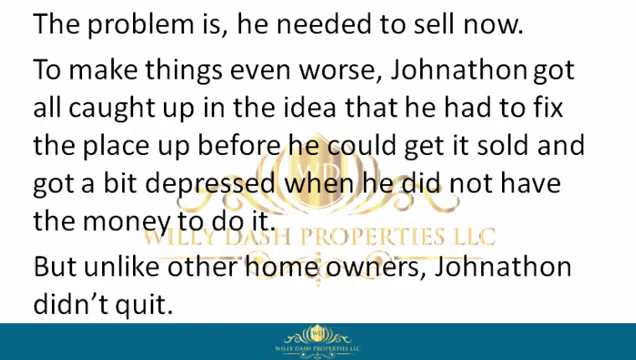 The problem is, he needed to sell now.
To make things even worse, Johnathon got
all caught up in the idea that he had to fix
the place up before he could get it sold and
got a bit depressed when he did not have
the money to do it.
WILLY DASH PROPERTIES LLC
But unlike other home owners, Johnathon
didn’t quit.
WILLY DASH PROPERTIES LLC